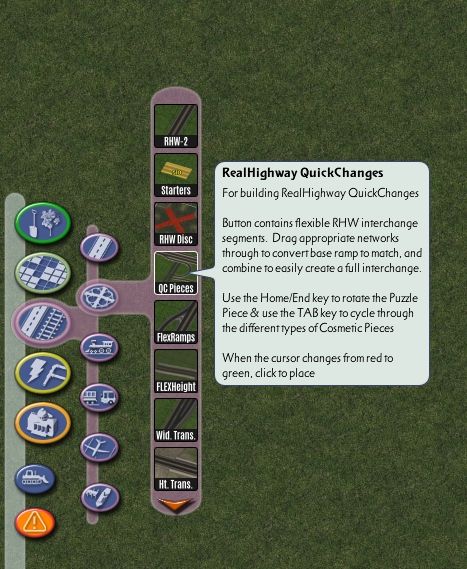 RHW-2
Starters
RHW Disc
QC Pieces
FlexRamps
FLEXHeight
Wid. Trans.
Ht. Trans.
RealHighway QuickChanges
For building RealHighway QuickChanges
Button contains flexible RHW interchange
segments. Drag appropriate networks
through to convert base ramp to match, and
combine to easily create a full interchange.
Use the Home/End key to rotate the Puzzle
Piece & use the TAB key to cycle through
the different types of Cosmetic Pieces
When the cursor changes from red to
green, click to place